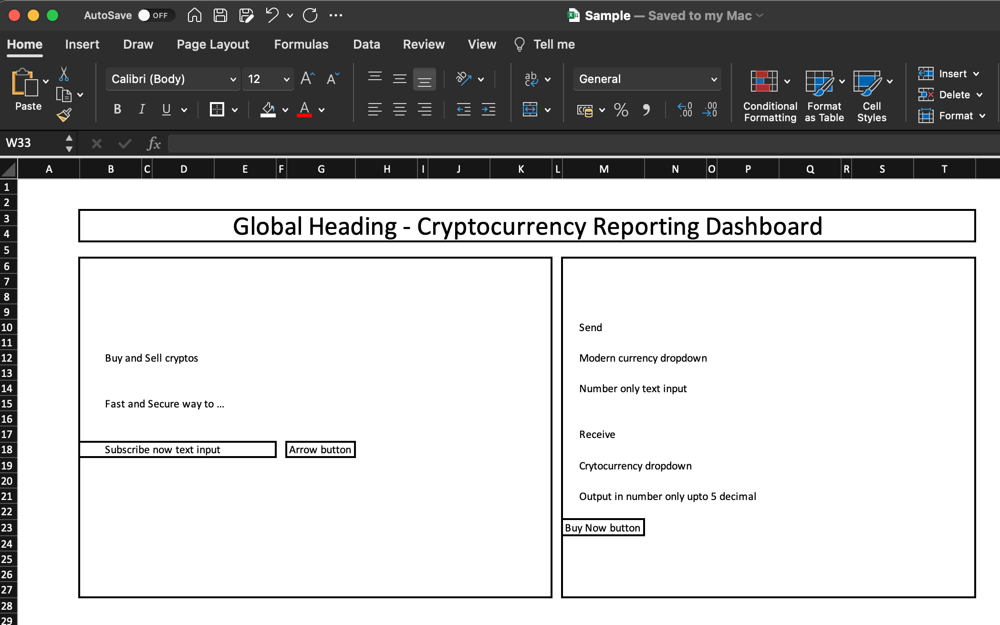 AutoSave OFF Sample — Saved to my Mac
Home Insert Draw Page Layout Formulas Data Review View Tell me
Paste
Calibri (Body) 12 A A
B I U A
ab
c
General
% , .0 .00 .00 .0
Conditional Formatting
Format as Table
Cell Styles
Insert
Delete
Format
W33 fx
A B C D E F G H I J K L M N O P Q R S T
1
2
3
4
5
6
7
8
9
10
11
12
13
14
15
16
17
18
19
20
21
22
23
24
25
26
27
28
29
Global Heading - Cryptocurrency Reporting Dashboard
Buy and Sell cryptos
Fast and Secure way to ...
Subscribe now text input
Arrow button
Send
Modern currency dropdown
Number only text input
Receive
Crytocurrency dropdown
Output in number only upto 5 decimal
Buy Now button